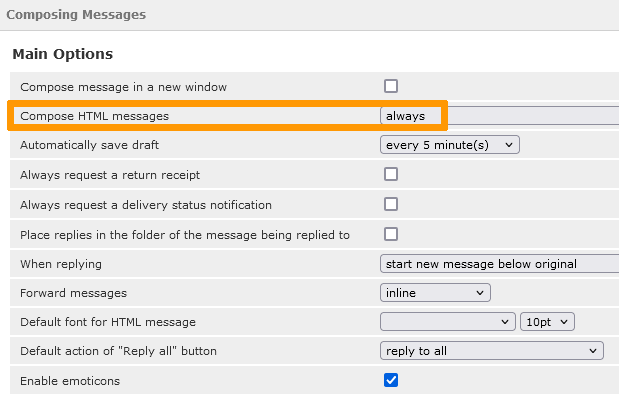 Composing Messages
Main Options
Compose message in a new window
Compose HTML messages always
Automatically save draft every 5 minute(s)
Always request a return receipt
Always request a delivery status notification
Place replies in the folder of the message being replied to
When replying start new message below original
Forward messages inline
Default font for HTML message 10pt
Default action of "Reply all" button reply to all
Enable emoticons